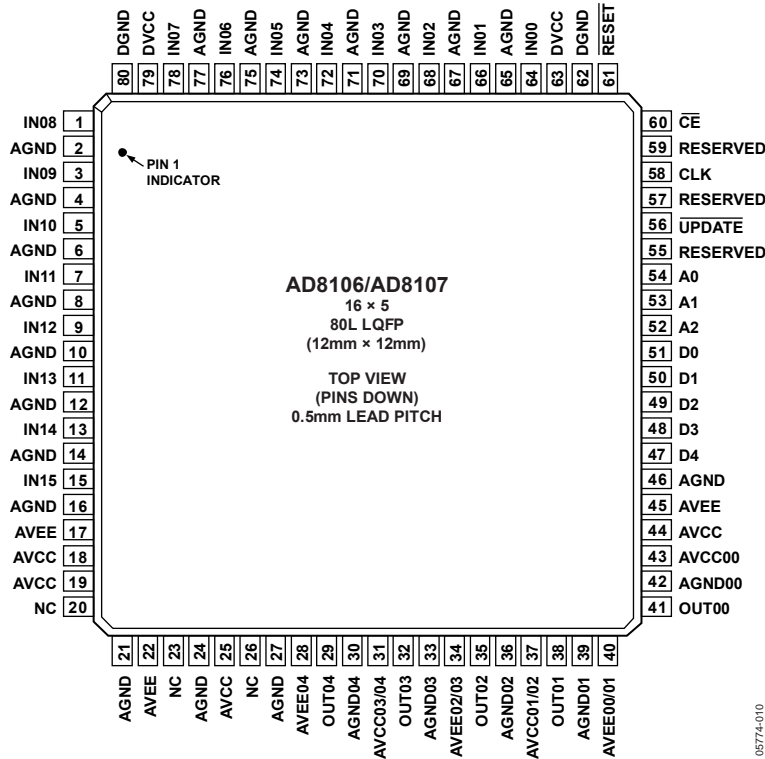 DGND DVCC IN07 AGND IN06 AGND IN05 AGND IN04 AGND IN03 AGND IN02 AGND IN01 AGND IN00 DVCC DGND RESET
80 79 78 77 76 75 74 73 72 71 70 69 68 67 66 65 64 63 62 61
IN08 1
AGND 2
IN09 3
AGND 4
IN10 5
AGND 6
IN11 7
AGND 8
IN12 9
AGND 10
IN13 11
AGND 12
IN14 13
AGND 14
IN15 15
AGND 16
AVEE 17
AVCC 18
AVCC 19
NC 20
PIN 1
INDICATOR
AD8106/AD8107
16 × 5
80L LQFP
(12mm × 12mm)
TOP VIEW
(PINS DOWN)
0.5mm LEAD PITCH
60 CE
59 RESERVED
58 CLK
57 RESERVED
56 UPDATE
55 RESERVED
54 A0
53 A1
52 A2
51 D0
50 D1
49 D2
48 D3
47 D4
46 AGND
45 AVEE
44 AVCC
43 AVCC00
42 AGND00
41 OUT00
21 22 23 24 25 26 27 28 29 30 31 32 33 34 35 36 37 38 39 40
AGND AVEE NC AGND AVCC NC AGND AVEE04 OUT04 AGND04 AVCC03/04 OUT03 AGND03 AVEE02/03 OUT02 AGND02 AVCC01/02 OUT01 AGND01 AVEE00/01
05774-010